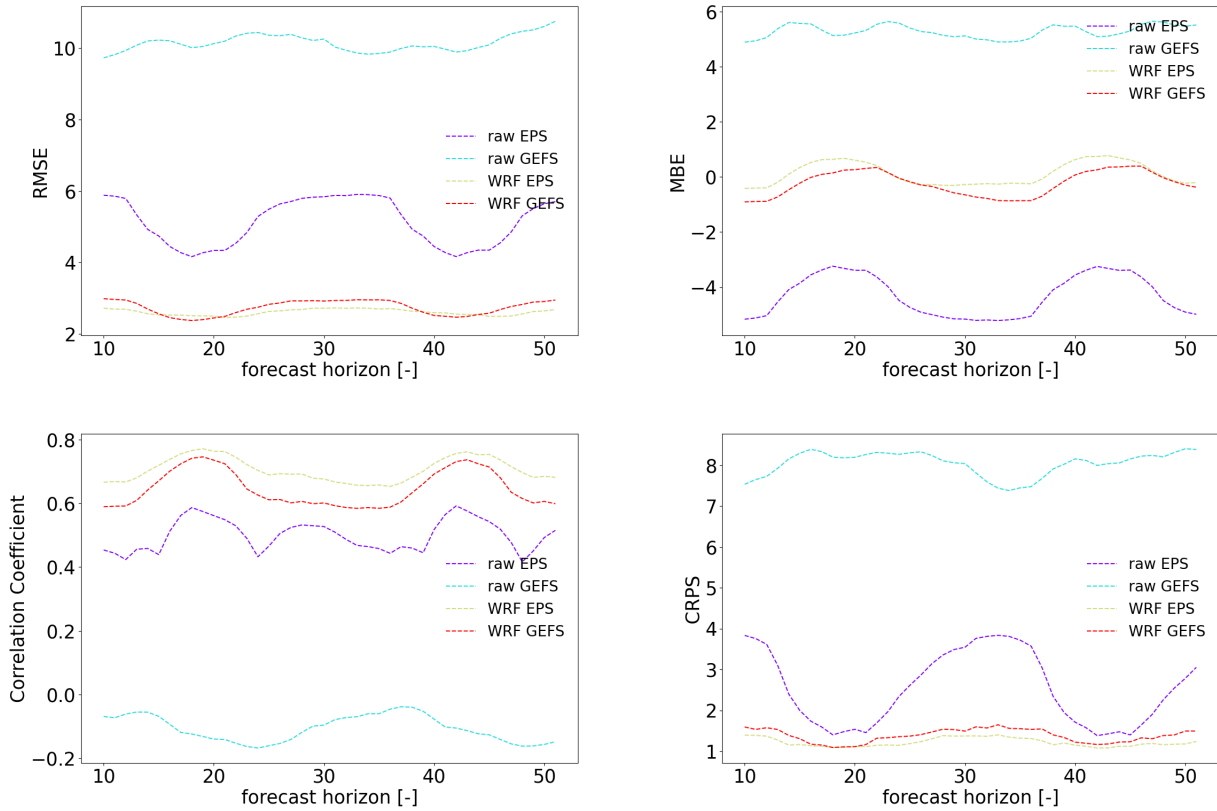 10
8
6
4
2
RMSE
raw EPS
raw GEFS
WRF EPS
WRF GEFS
10 20 30 40 50
forecast horizon [-]
6
4
2
0
−2
−4
MBE
raw EPS
raw GEFS
WRF EPS
WRF GEFS
10 20 30 40 50
forecast horizon [-]
0.8
0.6
0.4
0.2
0.0
−0.2
Correlation Coefficient
raw EPS
raw GEFS
WRF EPS
WRF GEFS
10 20 30 40 50
forecast horizon [-]
8
7
6
5
4
3
2
1
CRPS
raw EPS
raw GEFS
WRF EPS
WRF GEFS
10 20 30 40 50
forecast horizon [-]